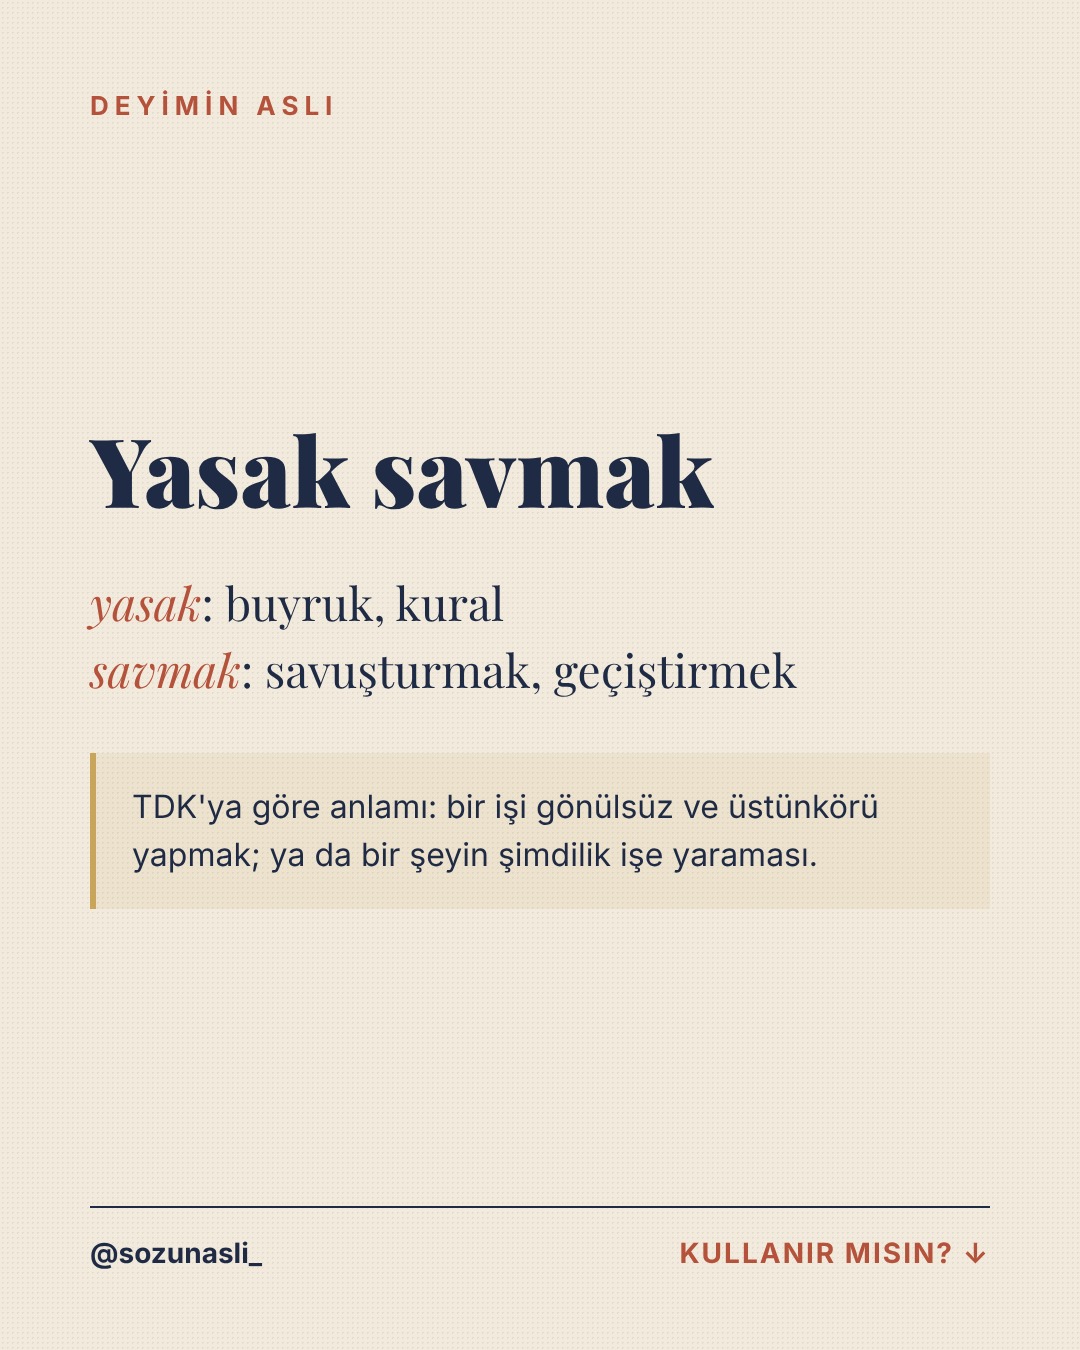 DEYİMİN ASLI
Yasak savmak
yasak: buyruk, kural
savmak: savuşturmak, geçiştirmek
TDK'ya göre anlamı: bir işi gönülsüz ve üstünkörü
yapmak; ya da bir şeyin şimdilik işe yaraması.
@sozunasli_
KULLANIR MISIN? ↓